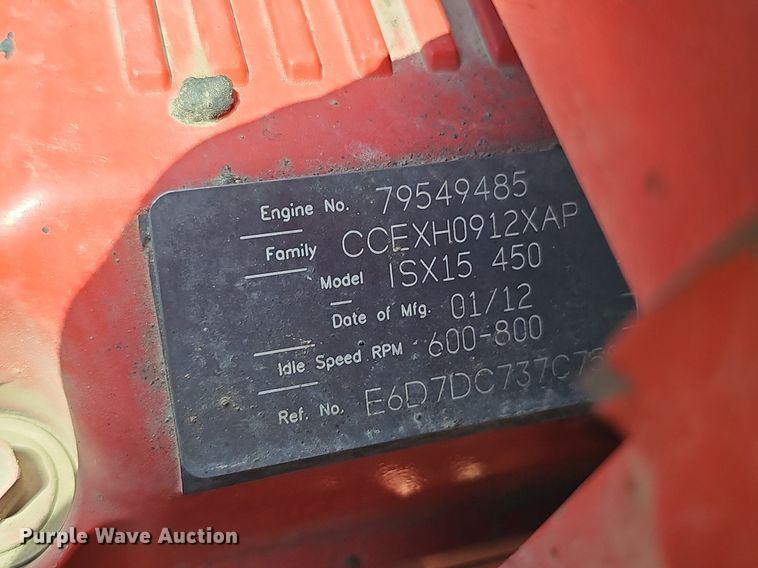 Engine No. 79549485
Family CCEXH0912XAP
Model ISX15 450
Date of Mfg. 01/12
Idle Speed RPM 600-800
Ref. No. E6D7DC737C75
Purple Wave Auction